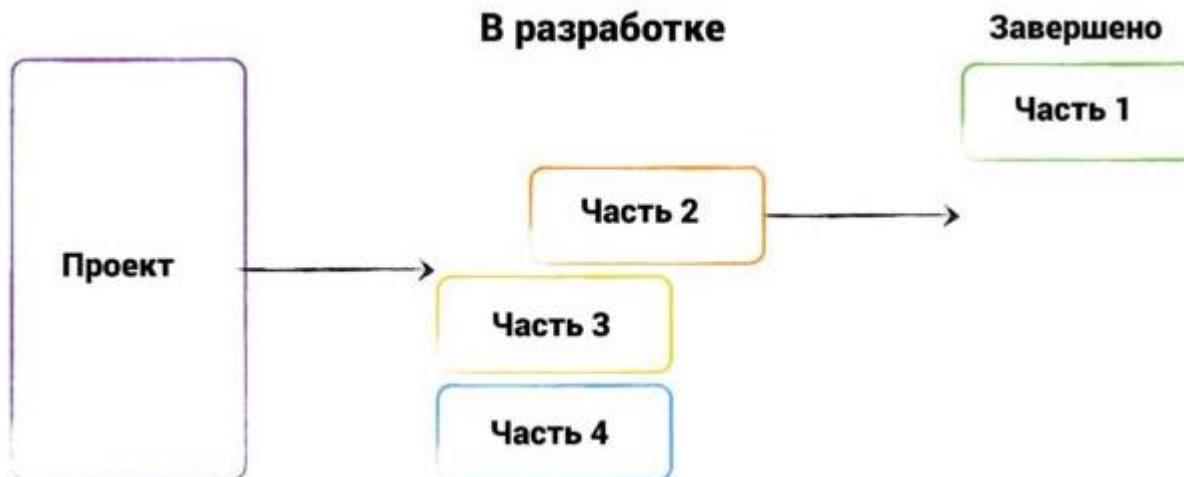 В разработке
Завершено
Часть 1
Часть 2
Проект
Часть 3
Часть 4